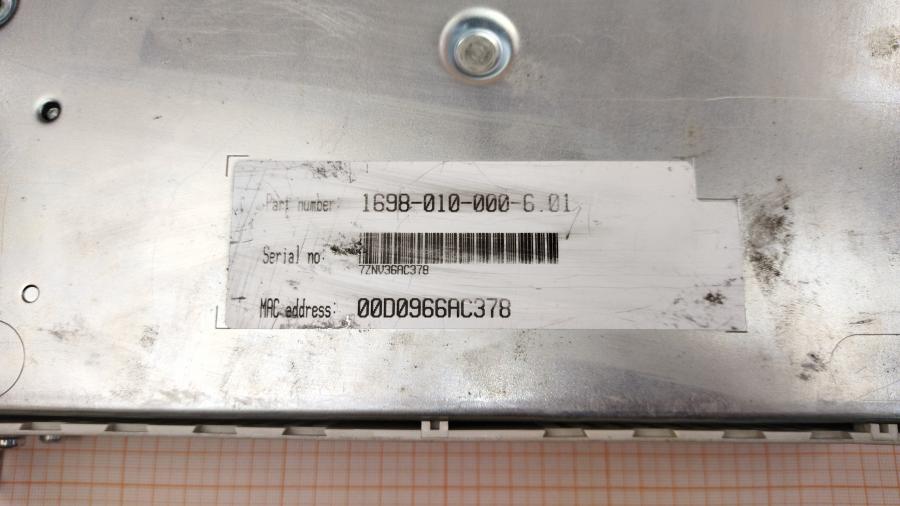 Part number: 1698-010-000-6.01
Serial no:
7ZNV36AC378
MAC address: 00D0966AC378